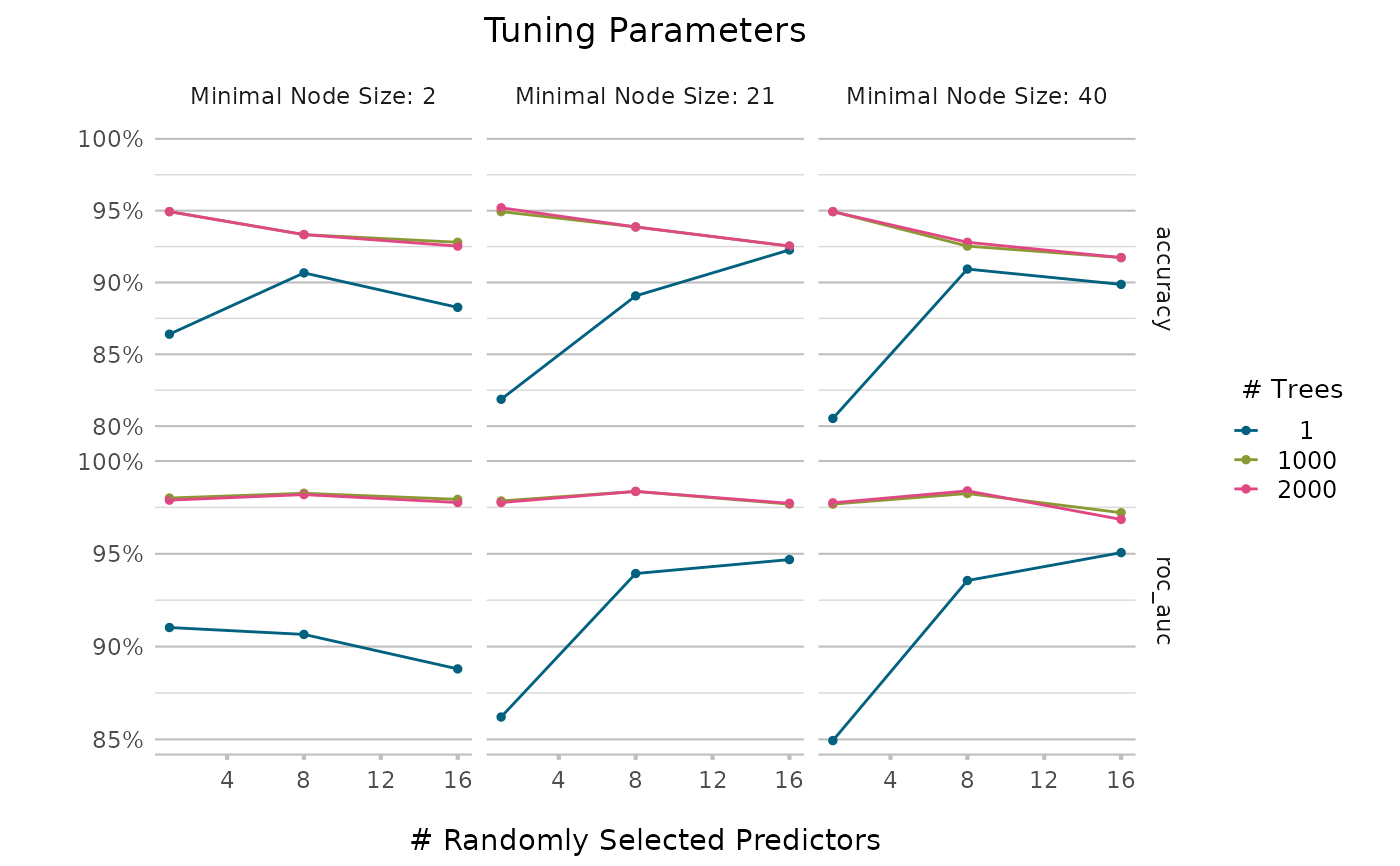 Tuning Parameters
Minimal Node Size: 2
Minimal Node Size: 21
Minimal Node Size: 40
100%
95%
90%
85%
80%
accuracy
100%
95%
90%
85%
roc_auc
4 8 12 16
4 8 12 16
4 8 12 16
# Randomly Selected Predictors
# Trees
1
1000
2000